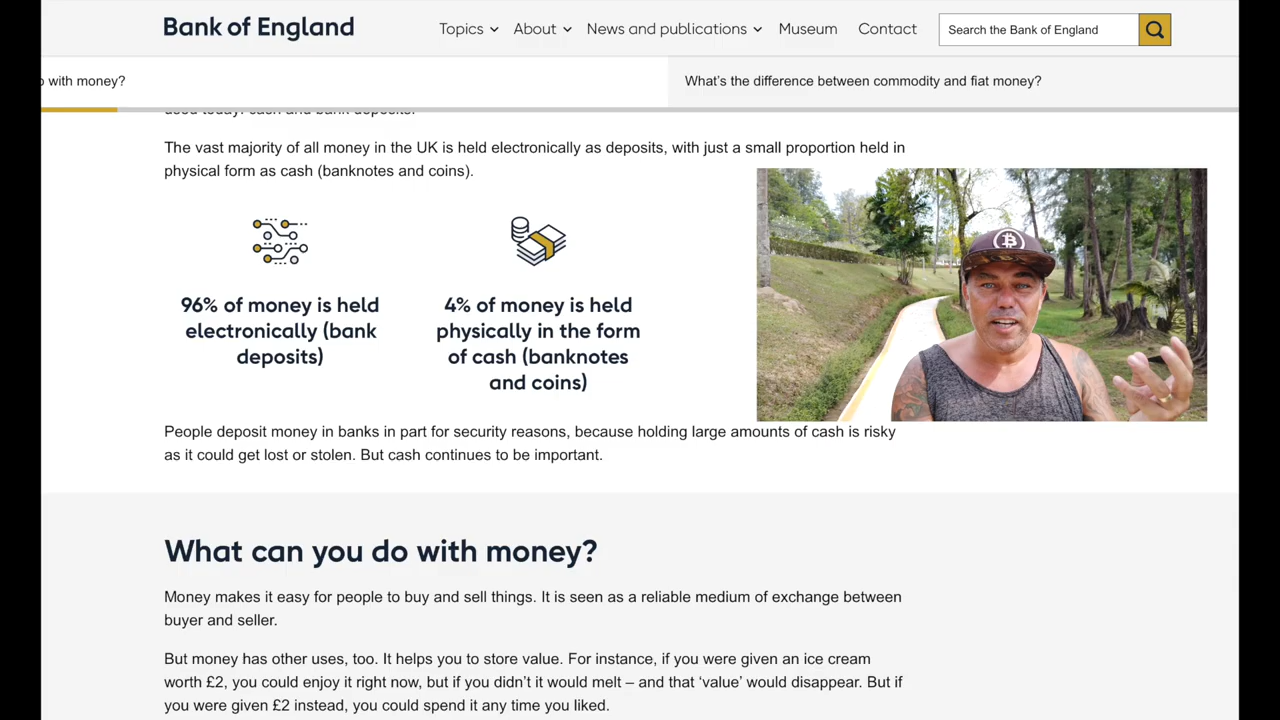 Bank of England
Topics
About
News and publications
Museum
Contact
Search the Bank of England
with money?
What's the difference between commodity and fiat money?
used today: cash and bank deposits.
The vast majority of all money in the UK is held electronically as deposits, with just a small proportion held in
physical form as cash (banknotes and coins).
96% of money is held
electronically (bank
deposits)
4% of money is held
physically in the form
of cash (banknotes
and coins)
People deposit money in banks in part for security reasons, because holding large amounts of cash is risky
as it could get lost or stolen. But cash continues to be important.
What can you do with money?
Money makes it easy for people to buy and sell things. It is seen as a reliable medium of exchange between
buyer and seller.
But money has other uses, too. It helps you to store value. For instance, if you were given an ice cream
worth £2, you could enjoy it right now, but if you didn't it would melt – and that 'value' would disappear. But if
you were given £2 instead, you could spend it any time you liked.